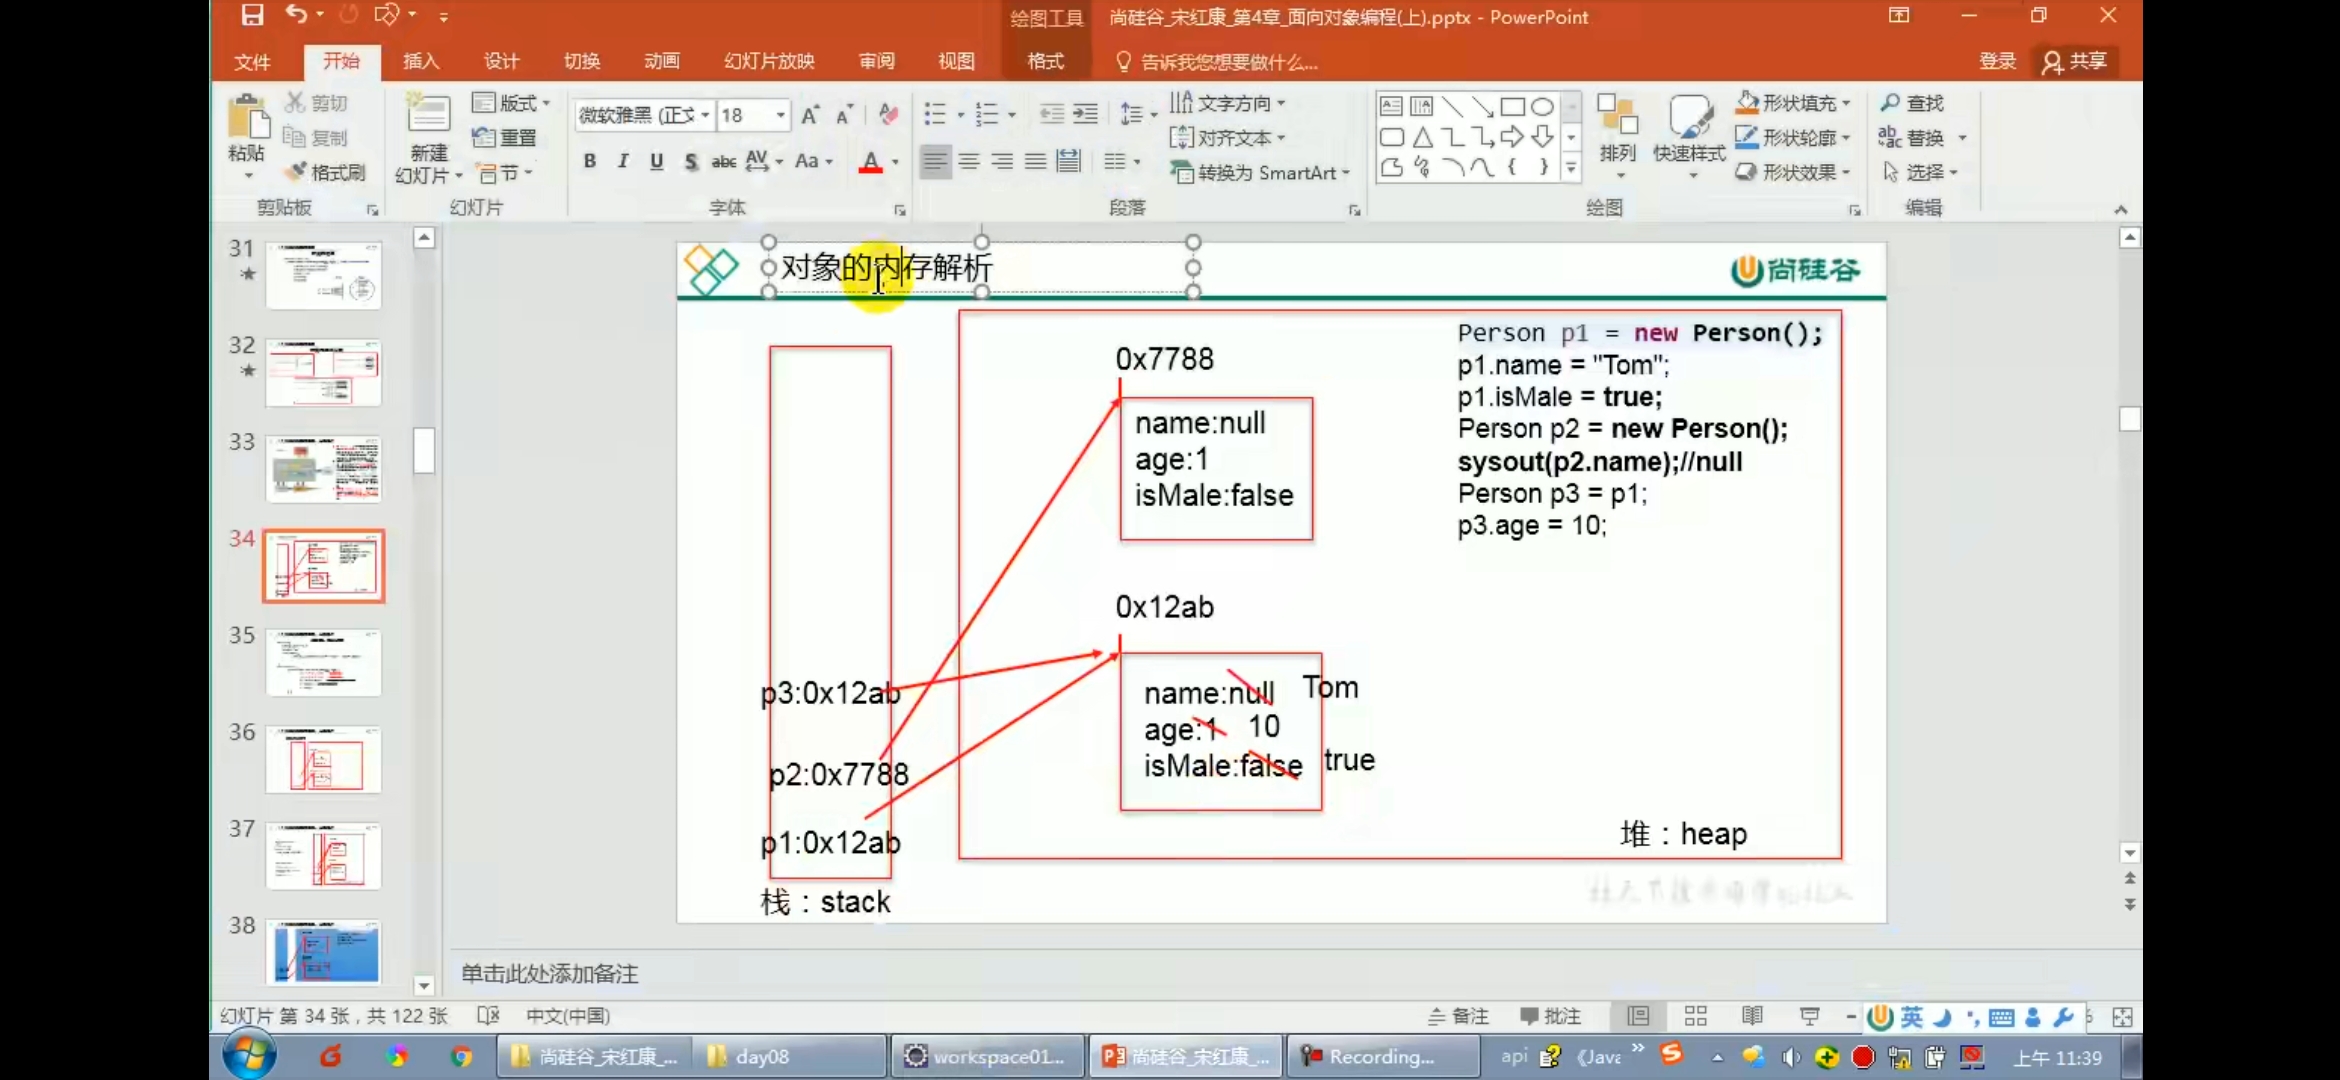 绘图工具
尚硅谷_宋红康_第4章_面向对象编程(上).pptx - PowerPoint
文件
开始
插入
设计
切换
动画
幻灯片放映
审阅
视图
格式
告诉我您想要做什么...
登录
共享
粘贴
剪切
复制
格式刷
剪贴板
新建
幻灯片
版式
重置
节
幻灯片
微软雅黑 (正文
18
B I U S abc AV Aa A
字体
文字方向
对齐文本
转换为 SmartArt
段落
排列
快速样式
形状填充
形状轮廓
形状效果
绘图
查找
替换
选择
编辑
31
32
33
34
35
36
37
38
对象的内存解析
尚硅谷
Person p1 = new Person();
p1.name = "Tom";
p1.isMale = true;
Person p2 = new Person();
sysout(p2.name);//null
Person p3 = p1;
p3.age = 10;
0x7788
name:null
age:1
isMale:false
0x12ab
name:null Tom
age:1 10
isMale:false true
p3:0x12ab
p2:0x7788
p1:0x12ab
栈：stack
堆：heap
单击此处添加备注
幻灯片 第 34 张，共 122 张
中文(中国)
备注
批注
英
尚硅谷_宋红康_...
day08
workspace01...
尚硅谷_宋红康_...
Recording...
api
《Java
上午 11:39